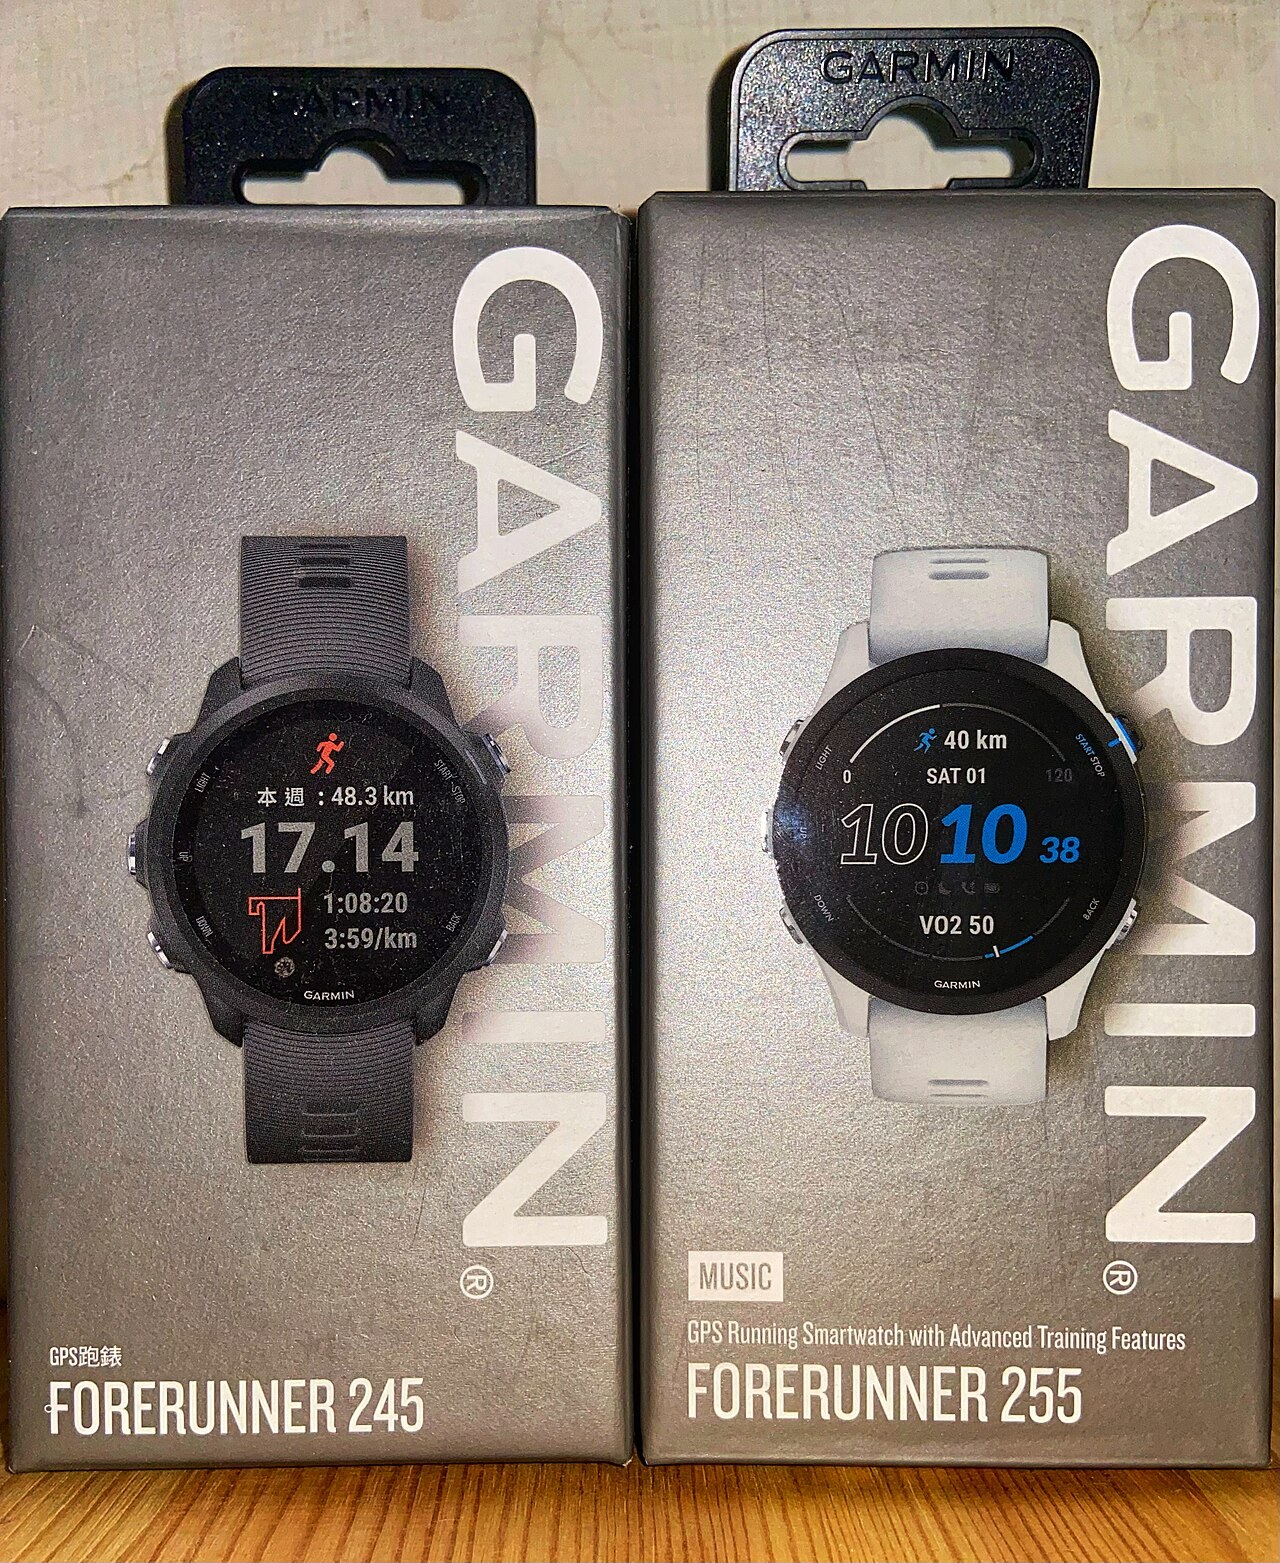 GARMIN
GARMIN
本週：48.3 km
17.14
1:08:20
3:59/km
LIGHT
START
STOP
UP
DOWN
BACK
GARMIN
GPS跑錶
FORERUNNER 245
GARMIN
GARMIN
40 km
0
SAT 01
120
10 10 38
VO2 50
LIGHT
START STOP
UP
DOWN
BACK
GARMIN
MUSIC
GPS Running Smartwatch with Advanced Training Features
FORERUNNER 255
®
®